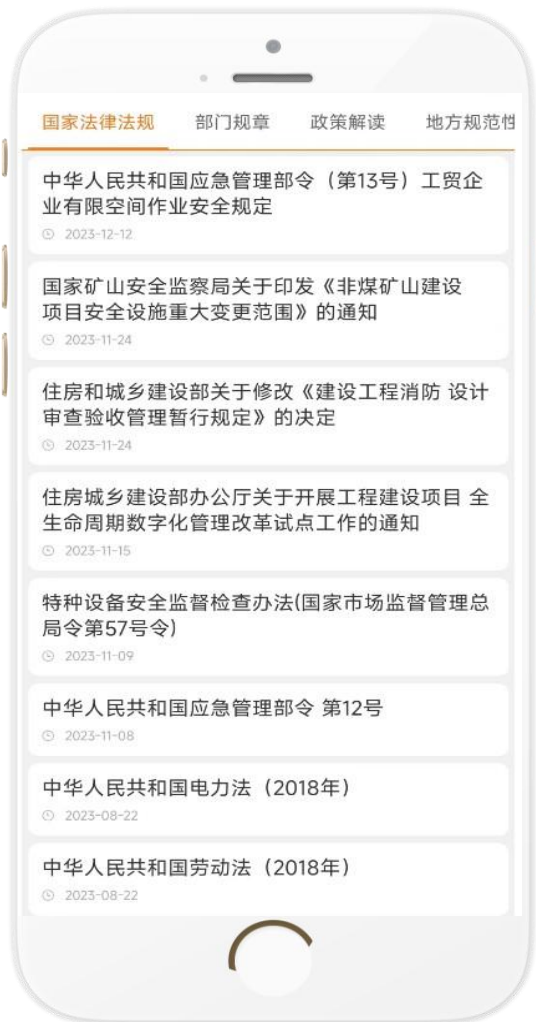 国家法律法规 部门规章 政策解读 地方规范性
中华人民共和国应急管理部令（第13号）工贸企
业有限空间作业安全规定
2023-12-12
国家矿山安全监察局关于印发《非煤矿山建设
项目安全设施重大变更范围》的通知
2023-11-24
住房和城乡建设部关于修改《建设工程消防 设计
审查验收管理暂行规定》的决定
2023-11-24
住房城乡建设部办公厅关于开展工程建设项目 全
生命周期数字化管理改革试点工作的通知
2023-11-15
特种设备安全监督检查办法(国家市场监督管理总
局令第57号令)
2023-11-09
中华人民共和国应急管理部令 第12号
2023-11-08
中华人民共和国电力法（2018年）
2023-08-22
中华人民共和国劳动法（2018年）
2023-08-22